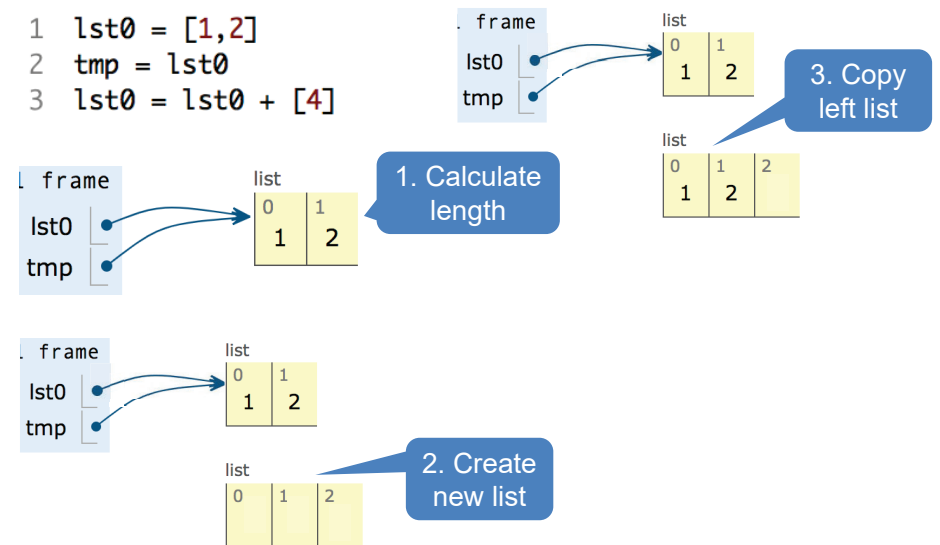 1 lst0 = [1,2]
2 tmp = lst0
3 lst0 = lst0 + [4]
frame
lst0
tmp
list
0 1
1 2
1. Calculate
length
frame
lst0
tmp
list
0 1
1 2
list
0 1 2
2. Create
new list
frame
lst0
tmp
list
0 1
1 2
list
0 1 2
1 2
3. Copy
left list